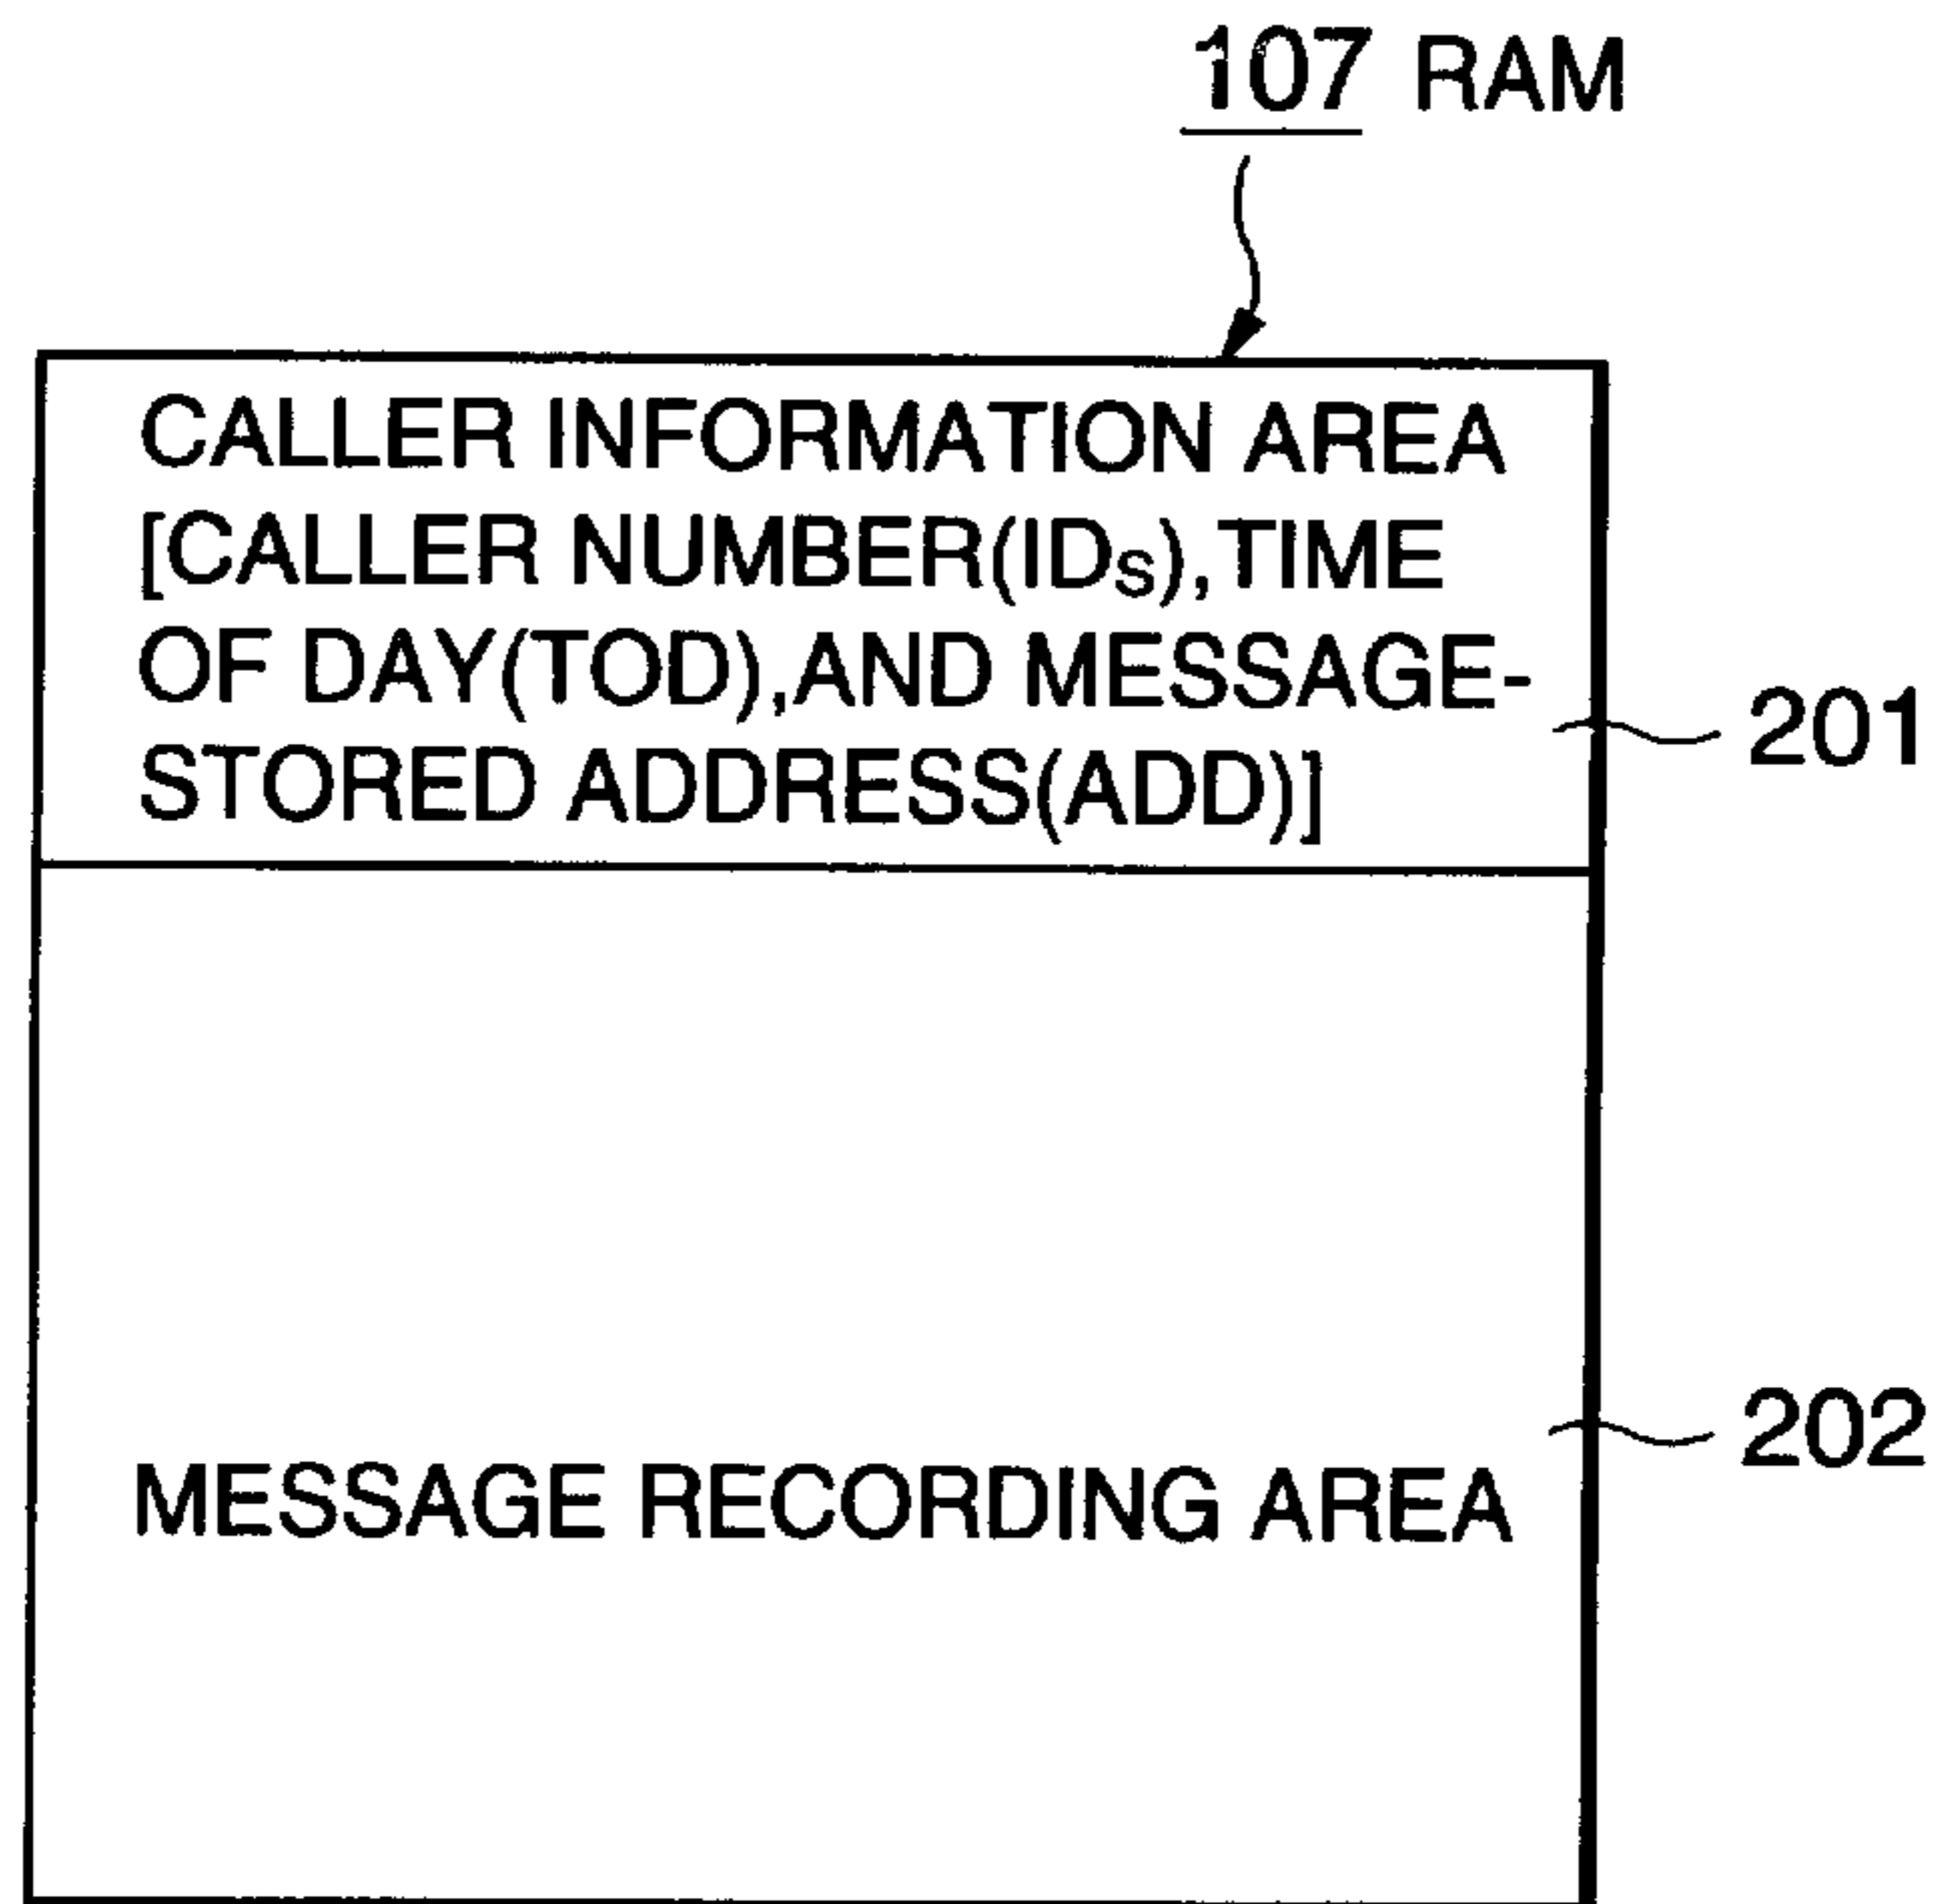 107 RAM
CALLER INFORMATION AREA
[CALLER NUMBER(IDs),TIME
OF DAY(TOD),AND MESSAGE-
STORED ADDRESS(ADD)]
201
202
MESSAGE RECORDING AREA